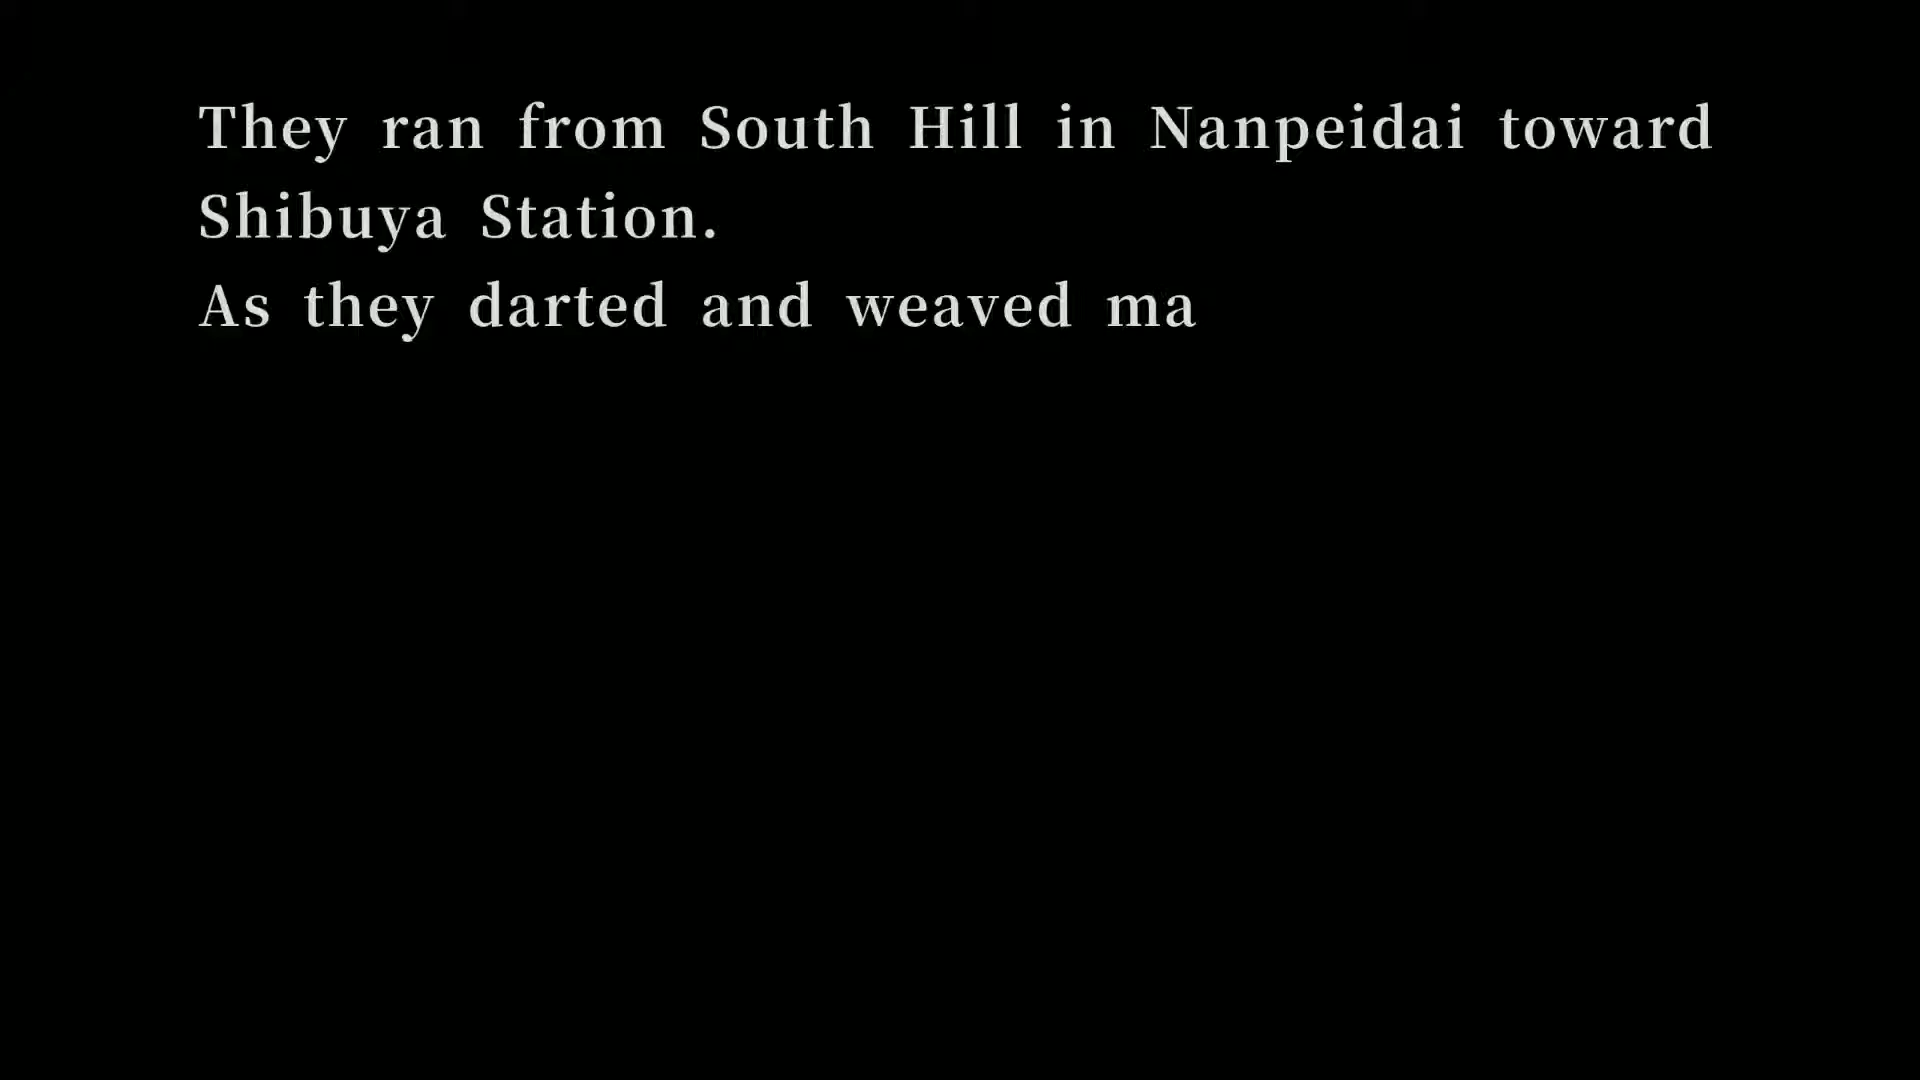 They ran from South Hill in Nanpeidai toward
Shibuya Station.
As they darted and weaved ma